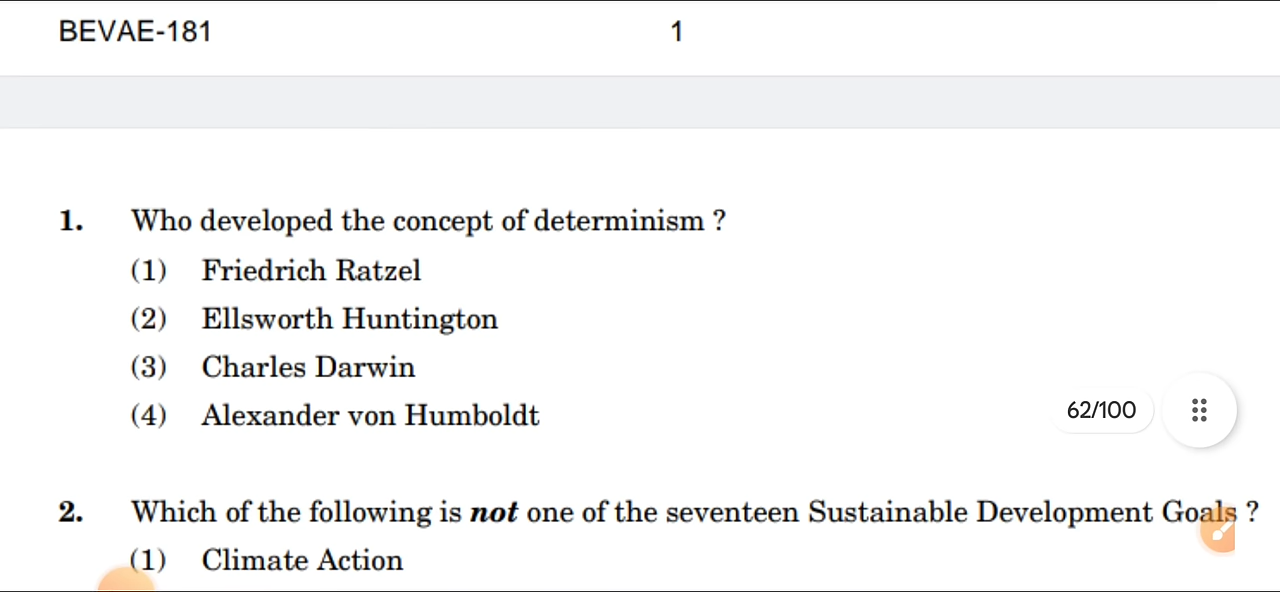 BEVAE-181 1
1. Who developed the concept of determinism ?
(1) Friedrich Ratzel
(2) Ellsworth Huntington
(3) Charles Darwin
(4) Alexander von Humboldt
62/100
2. Which of the following is not one of the seventeen Sustainable Development Goals ?
(1) Climate Action